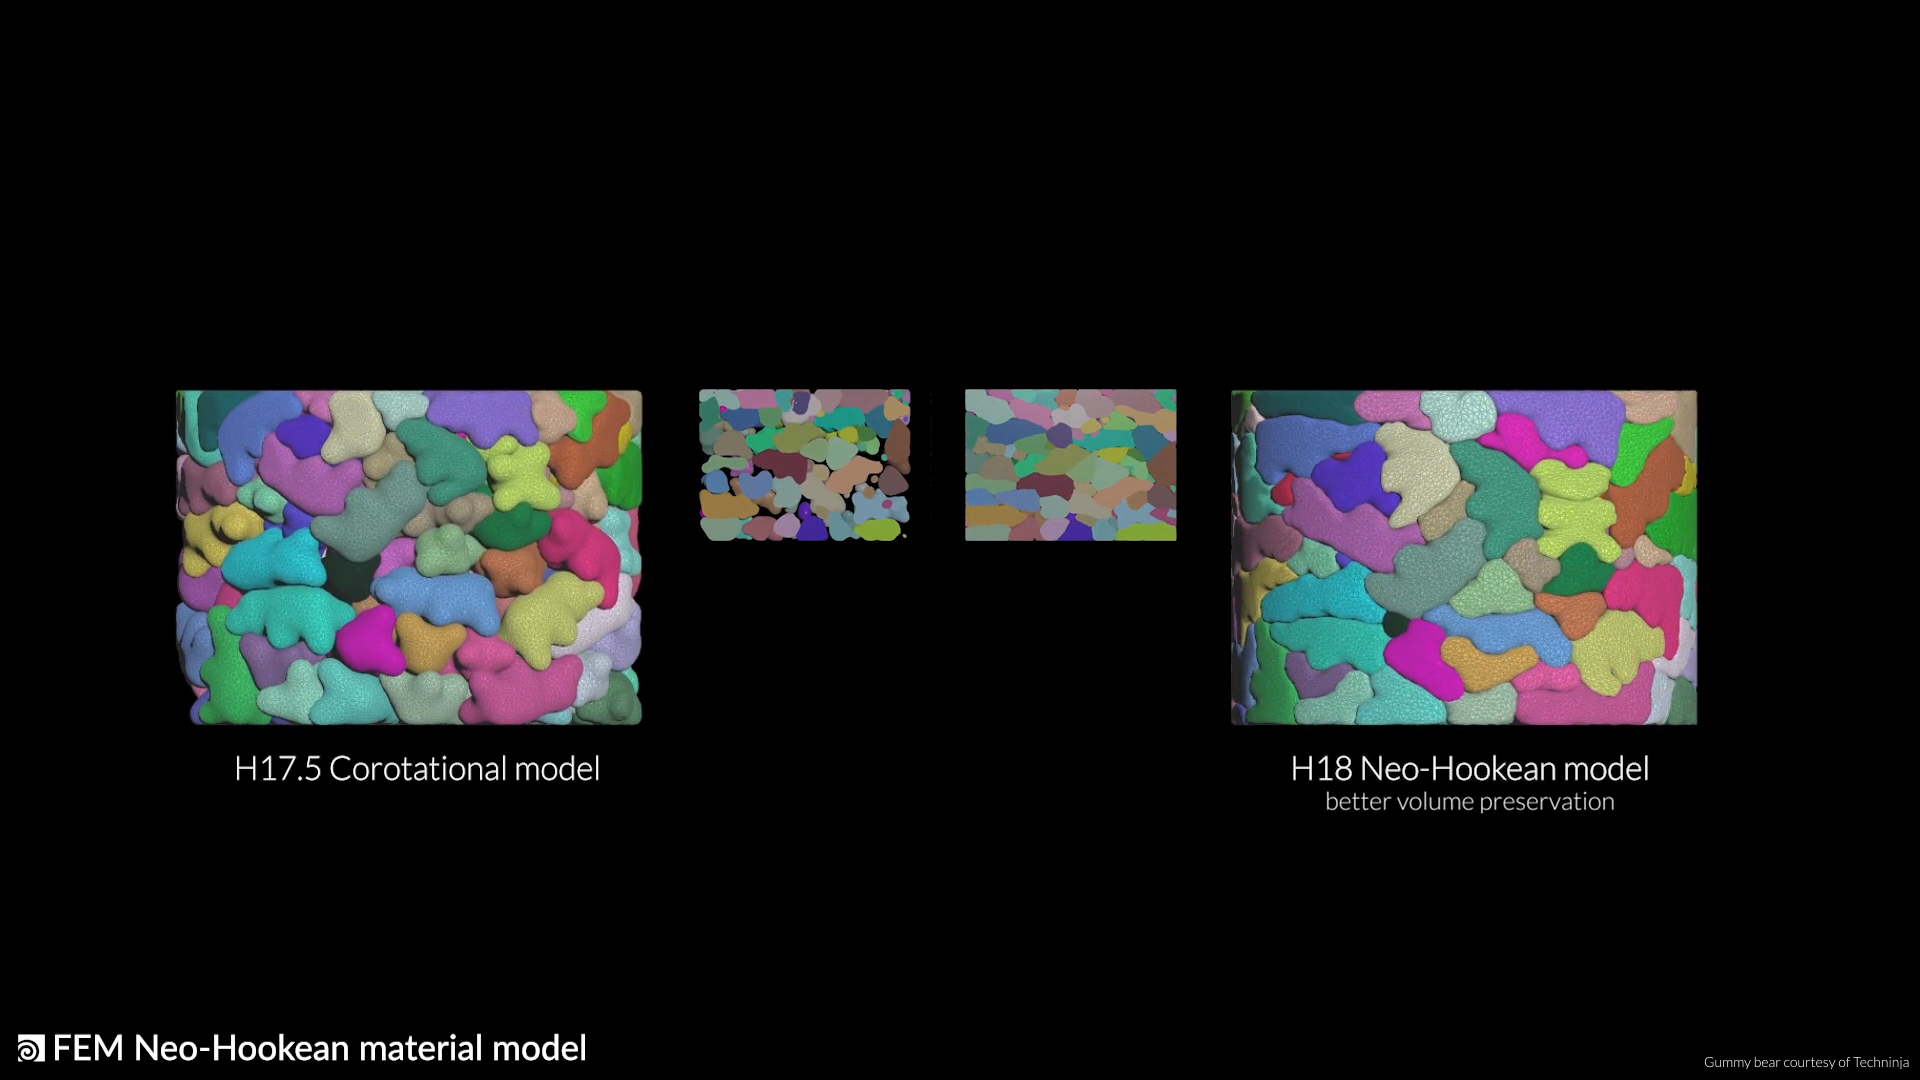 H17.5 Corotational model
H18 Neo-Hookean model
better volume preservation
FEM Neo-Hookean material model
Gummy bear courtesy of Techninja